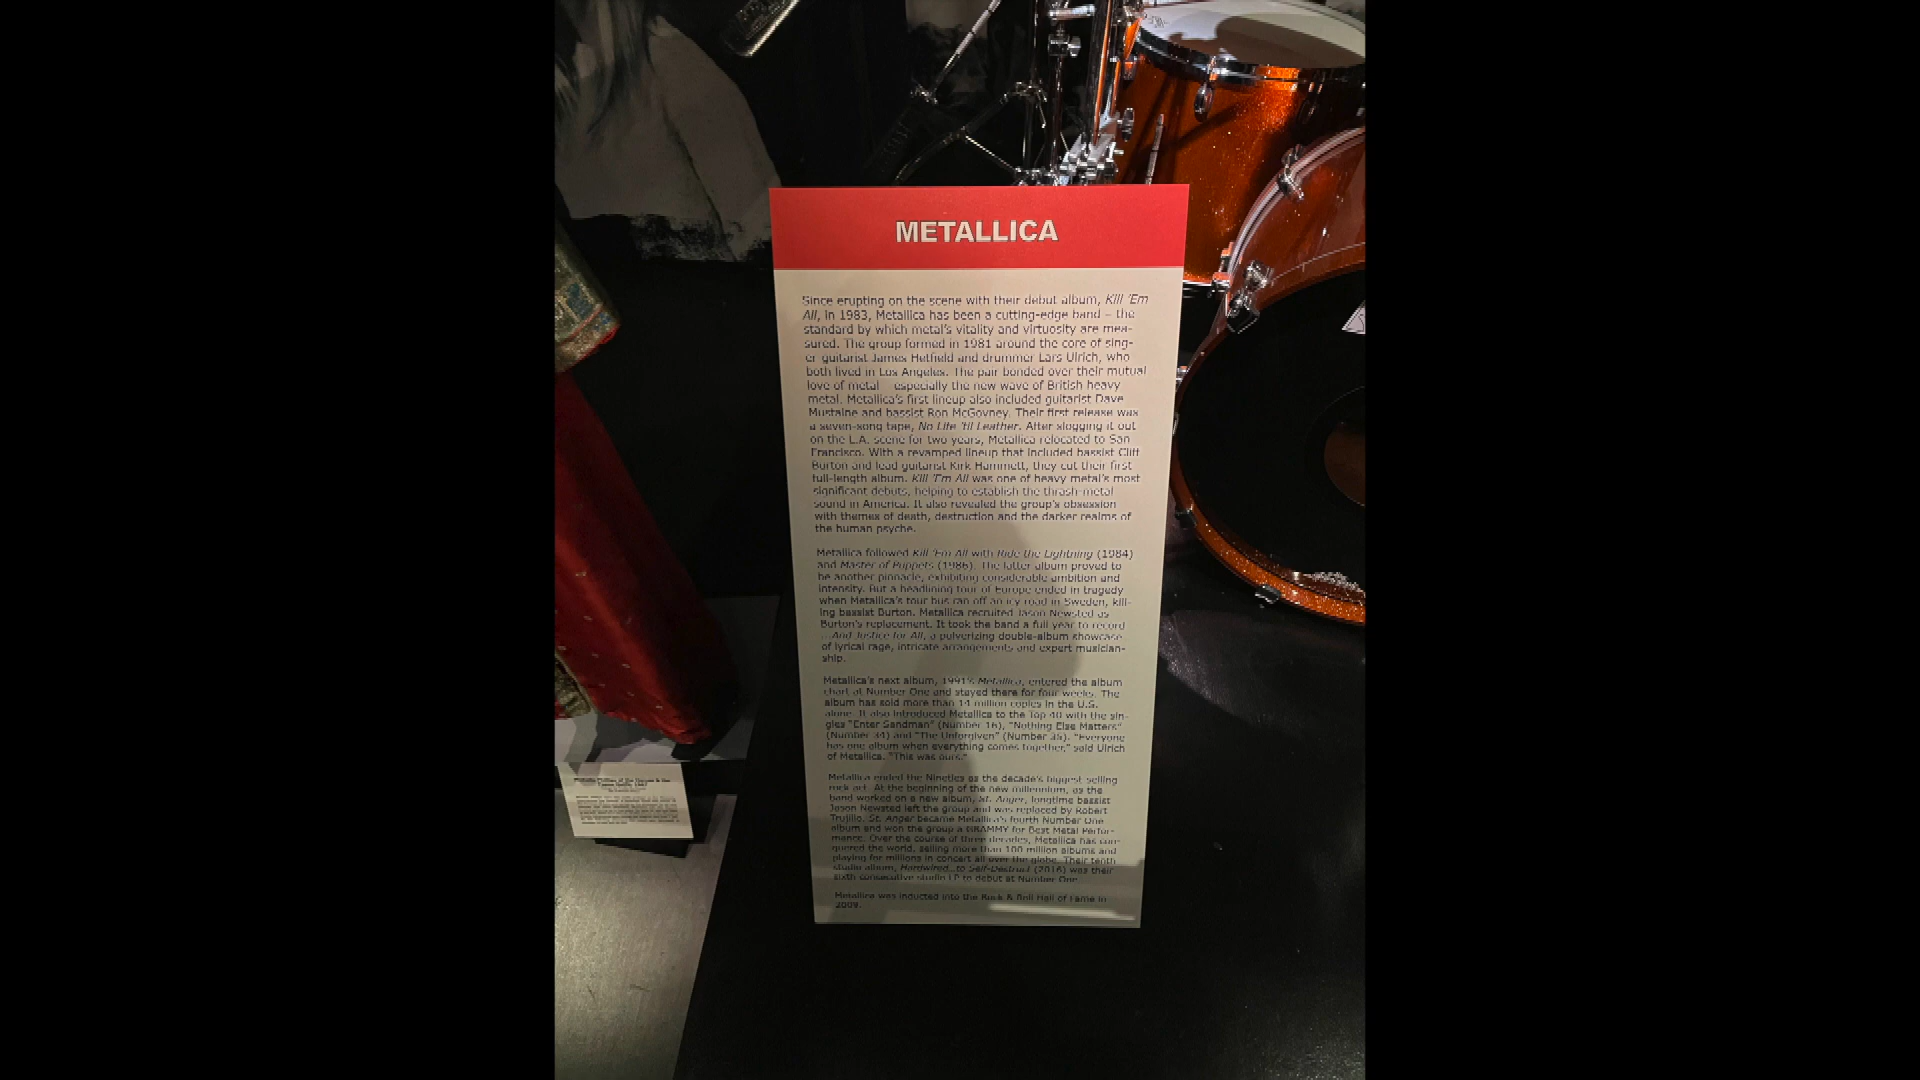 METALLICA
Since erupting on the scene with their debut album, Kill 'Em
All, in 1983, Metallica has been a cutting-edge band – the
standard by which metal's vitality and virtuosity are mea-
sured. The group formed in 1981 around the core of sing-
er guitarist James Hetfield and drummer Lars Ulrich, who
both lived in Los Angeles. The pair bonded over their mutual
love of metal – especially the new wave of British heavy
metal. Metallica's first lineup also included guitarist Dave
Mustaine and bassist Ron McGovney. Their first release was
a seven-song tape, No Life 'til Leather. After slogging it out
on the L.A. scene for two years, Metallica relocated to San
Francisco. With a revamped lineup that included bassist Cliff
Burton and lead guitarist Kirk Hammett, they cut their first
full-length album. Kill 'Em All was one of heavy metal's most
significant debuts, helping to establish the thrash-metal
sound in America. It also revealed the group's obsession
with themes of death, destruction and the darker realms of
the human psyche.
Metallica followed Kill 'Em All with Ride the Lightning (1984)
and Master of Puppets (1986). The latter album proved to
be another pinnacle, exhibiting considerable ambition and
intensity. But a headlining tour of Europe ended in tragedy
when Metallica's tour bus ran off an icy road in Sweden, kill-
ing bassist Burton. Metallica recruited Jason Newsted as
Burton's replacement. It took the band a full year to record
...And Justice for All, a pulverizing double-album showcase
of lyrical rage, intricate arrangements and expert musician-
ship.
Metallica's next album, 1991's Metallica, entered the album
chart at Number One and stayed there for four weeks. The
album has sold more than 14 million copies in the U.S.
alone. It also introduced Metallica to the Top 40 with the sin-
gles "Enter Sandman" (Number 16), "Nothing Else Matters"
(Number 34) and "The Unforgiven" (Number 35). "Everyone
has one album when everything comes together," said Ulrich
of Metallica. "This was ours."
Metallica ended the Nineties as the decade's biggest-selling
rock act. At the beginning of the new millennium, as the
band worked on a new album, St. Anger, longtime bassist
Jason Newsted left the group and was replaced by Robert
Trujillo. St. Anger became Metallica's fourth Number One
album and won the group a GRAMMY for Best Metal Perfor-
mance. Over the course of three decades, Metallica has con-
quered the world, selling more than 100 million albums and
playing for millions in concert all over the globe. Their tenth
studio album, Hardwired...to Self-Destruct (2016) was their
sixth consecutive studio LP to debut at Number One.
Metallica was inducted into the Rock & Roll Hall of Fame in
2009.